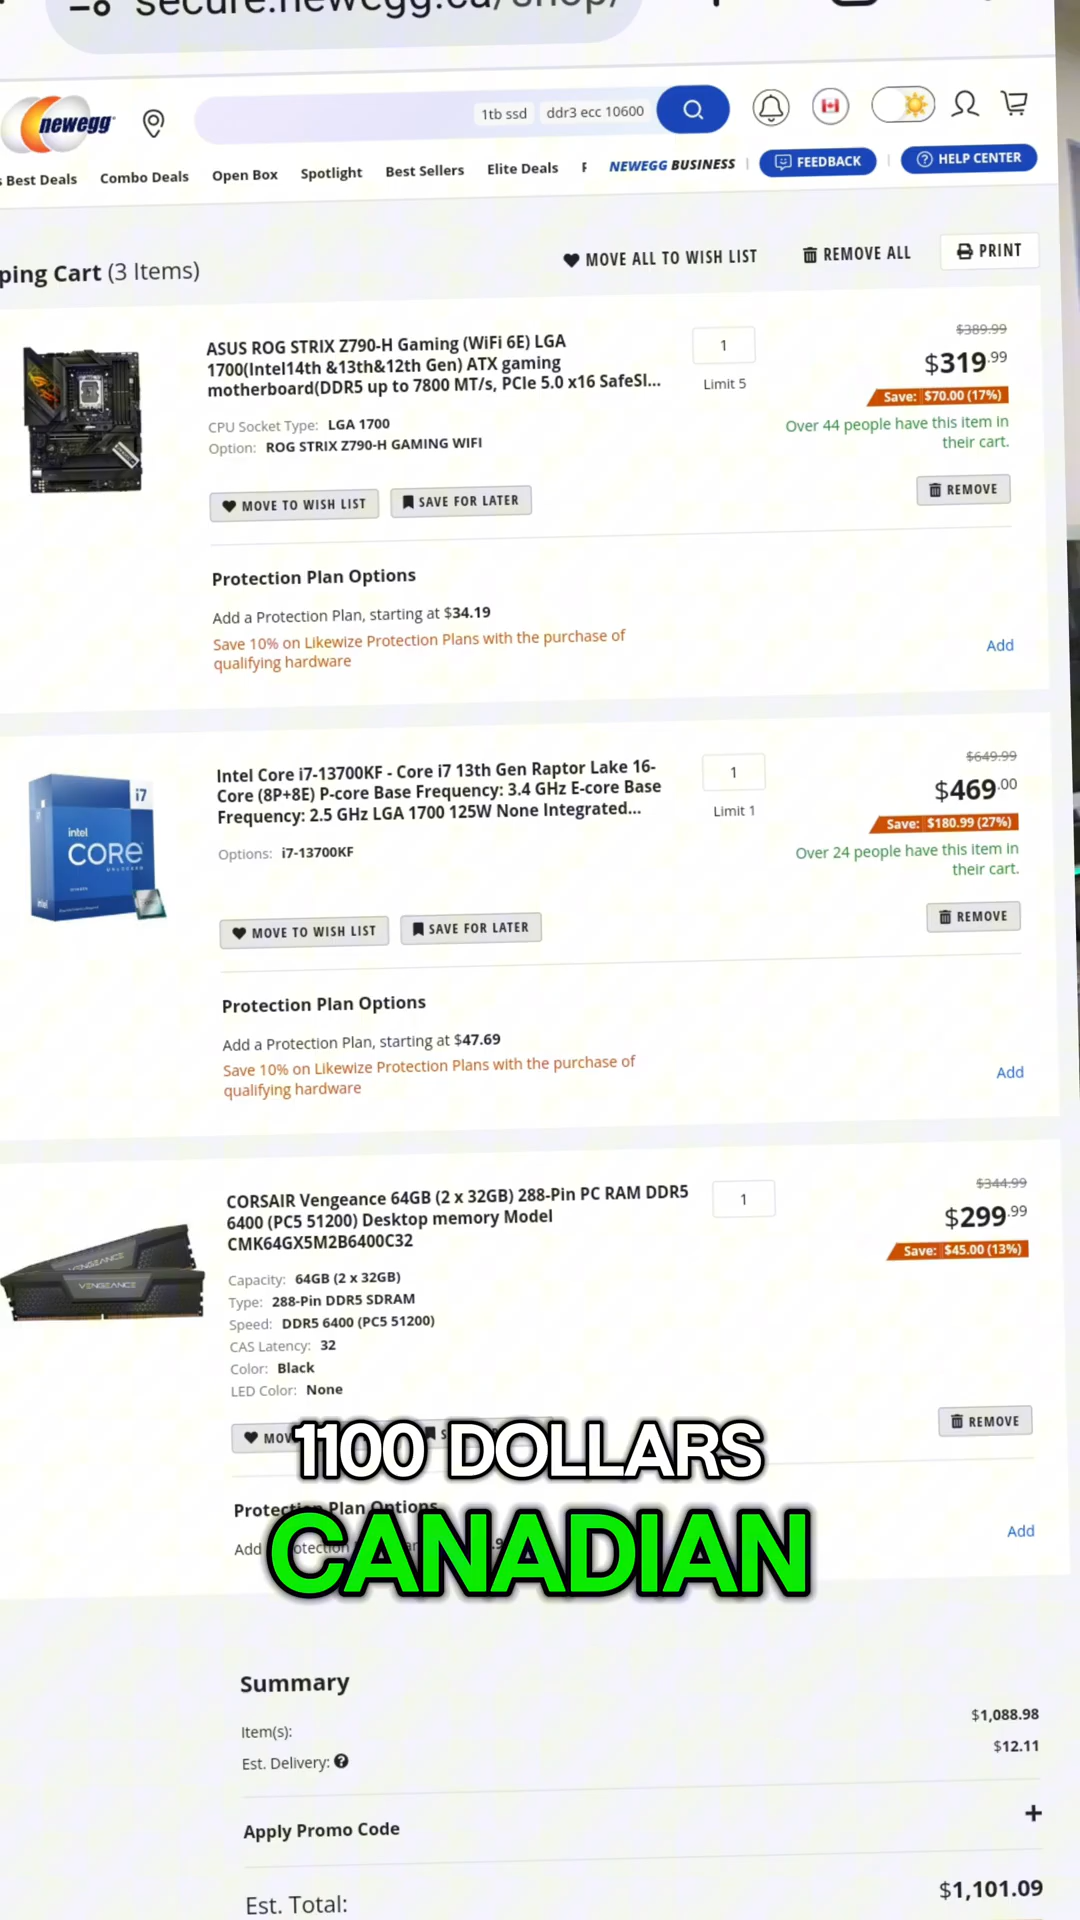 secure.newegg.ca/shop/
newegg
1tb ssd
ddr3 ecc 10600
s Best Deals
Combo Deals
Open Box
Spotlight
Best Sellers
Elite Deals
NEWEGG BUSINESS
FEEDBACK
HELP CENTER
ping Cart (3 Items)
MOVE ALL TO WISH LIST
REMOVE ALL
PRINT
ASUS ROG STRIX Z790-H Gaming (WiFi 6E) LGA
1700(Intel14th &13th&12th Gen) ATX gaming
motherboard(DDR5 up to 7800 MT/s, PCIe 5.0 x16 SafeSl...
CPU Socket Type: LGA 1700
Option: ROG STRIX Z790-H GAMING WIFI
1
Limit 5
$389.99
$319.99
Save: $70.00 (17%)
Over 44 people have this item in
their cart.
MOVE TO WISH LIST
SAVE FOR LATER
REMOVE
Protection Plan Options
Add a Protection Plan, starting at $34.19
Save 10% on Likewize Protection Plans with the purchase of
qualifying hardware
Add
i7
intel
CORE
UNLOCKED
intel
Intel Core i7-13700KF - Core i7 13th Gen Raptor Lake 16-
Core (8P+8E) P-core Base Frequency: 3.4 GHz E-core Base
Frequency: 2.5 GHz LGA 1700 125W None Integrated...
Options: i7-13700KF
1
Limit 1
$649.99
$469.00
Save: $180.99 (27%)
Over 24 people have this item in
their cart.
MOVE TO WISH LIST
SAVE FOR LATER
REMOVE
Protection Plan Options
Add a Protection Plan, starting at $47.69
Save 10% on Likewize Protection Plans with the purchase of
qualifying hardware
Add
VENGEANCE
VENGEANCE
CORSAIR Vengeance 64GB (2 x 32GB) 288-Pin PC RAM DDR5
6400 (PC5 51200) Desktop memory Model
CMK64GX5M2B6400C32
Capacity: 64GB (2 x 32GB)
Type: 288-Pin DDR5 SDRAM
Speed: DDR5 6400 (PC5 51200)
CAS Latency: 32
Color: Black
LED Color: None
1
$344.99
$299.99
Save: $45.00 (13%)
MOV
REMOVE
1100 DOLLARS
CANADIAN
Protection Plan Options
Add
Add
Summary
Item(s): $1,088.98
Est. Delivery: $12.11
Apply Promo Code +
Est. Total: $1,101.09